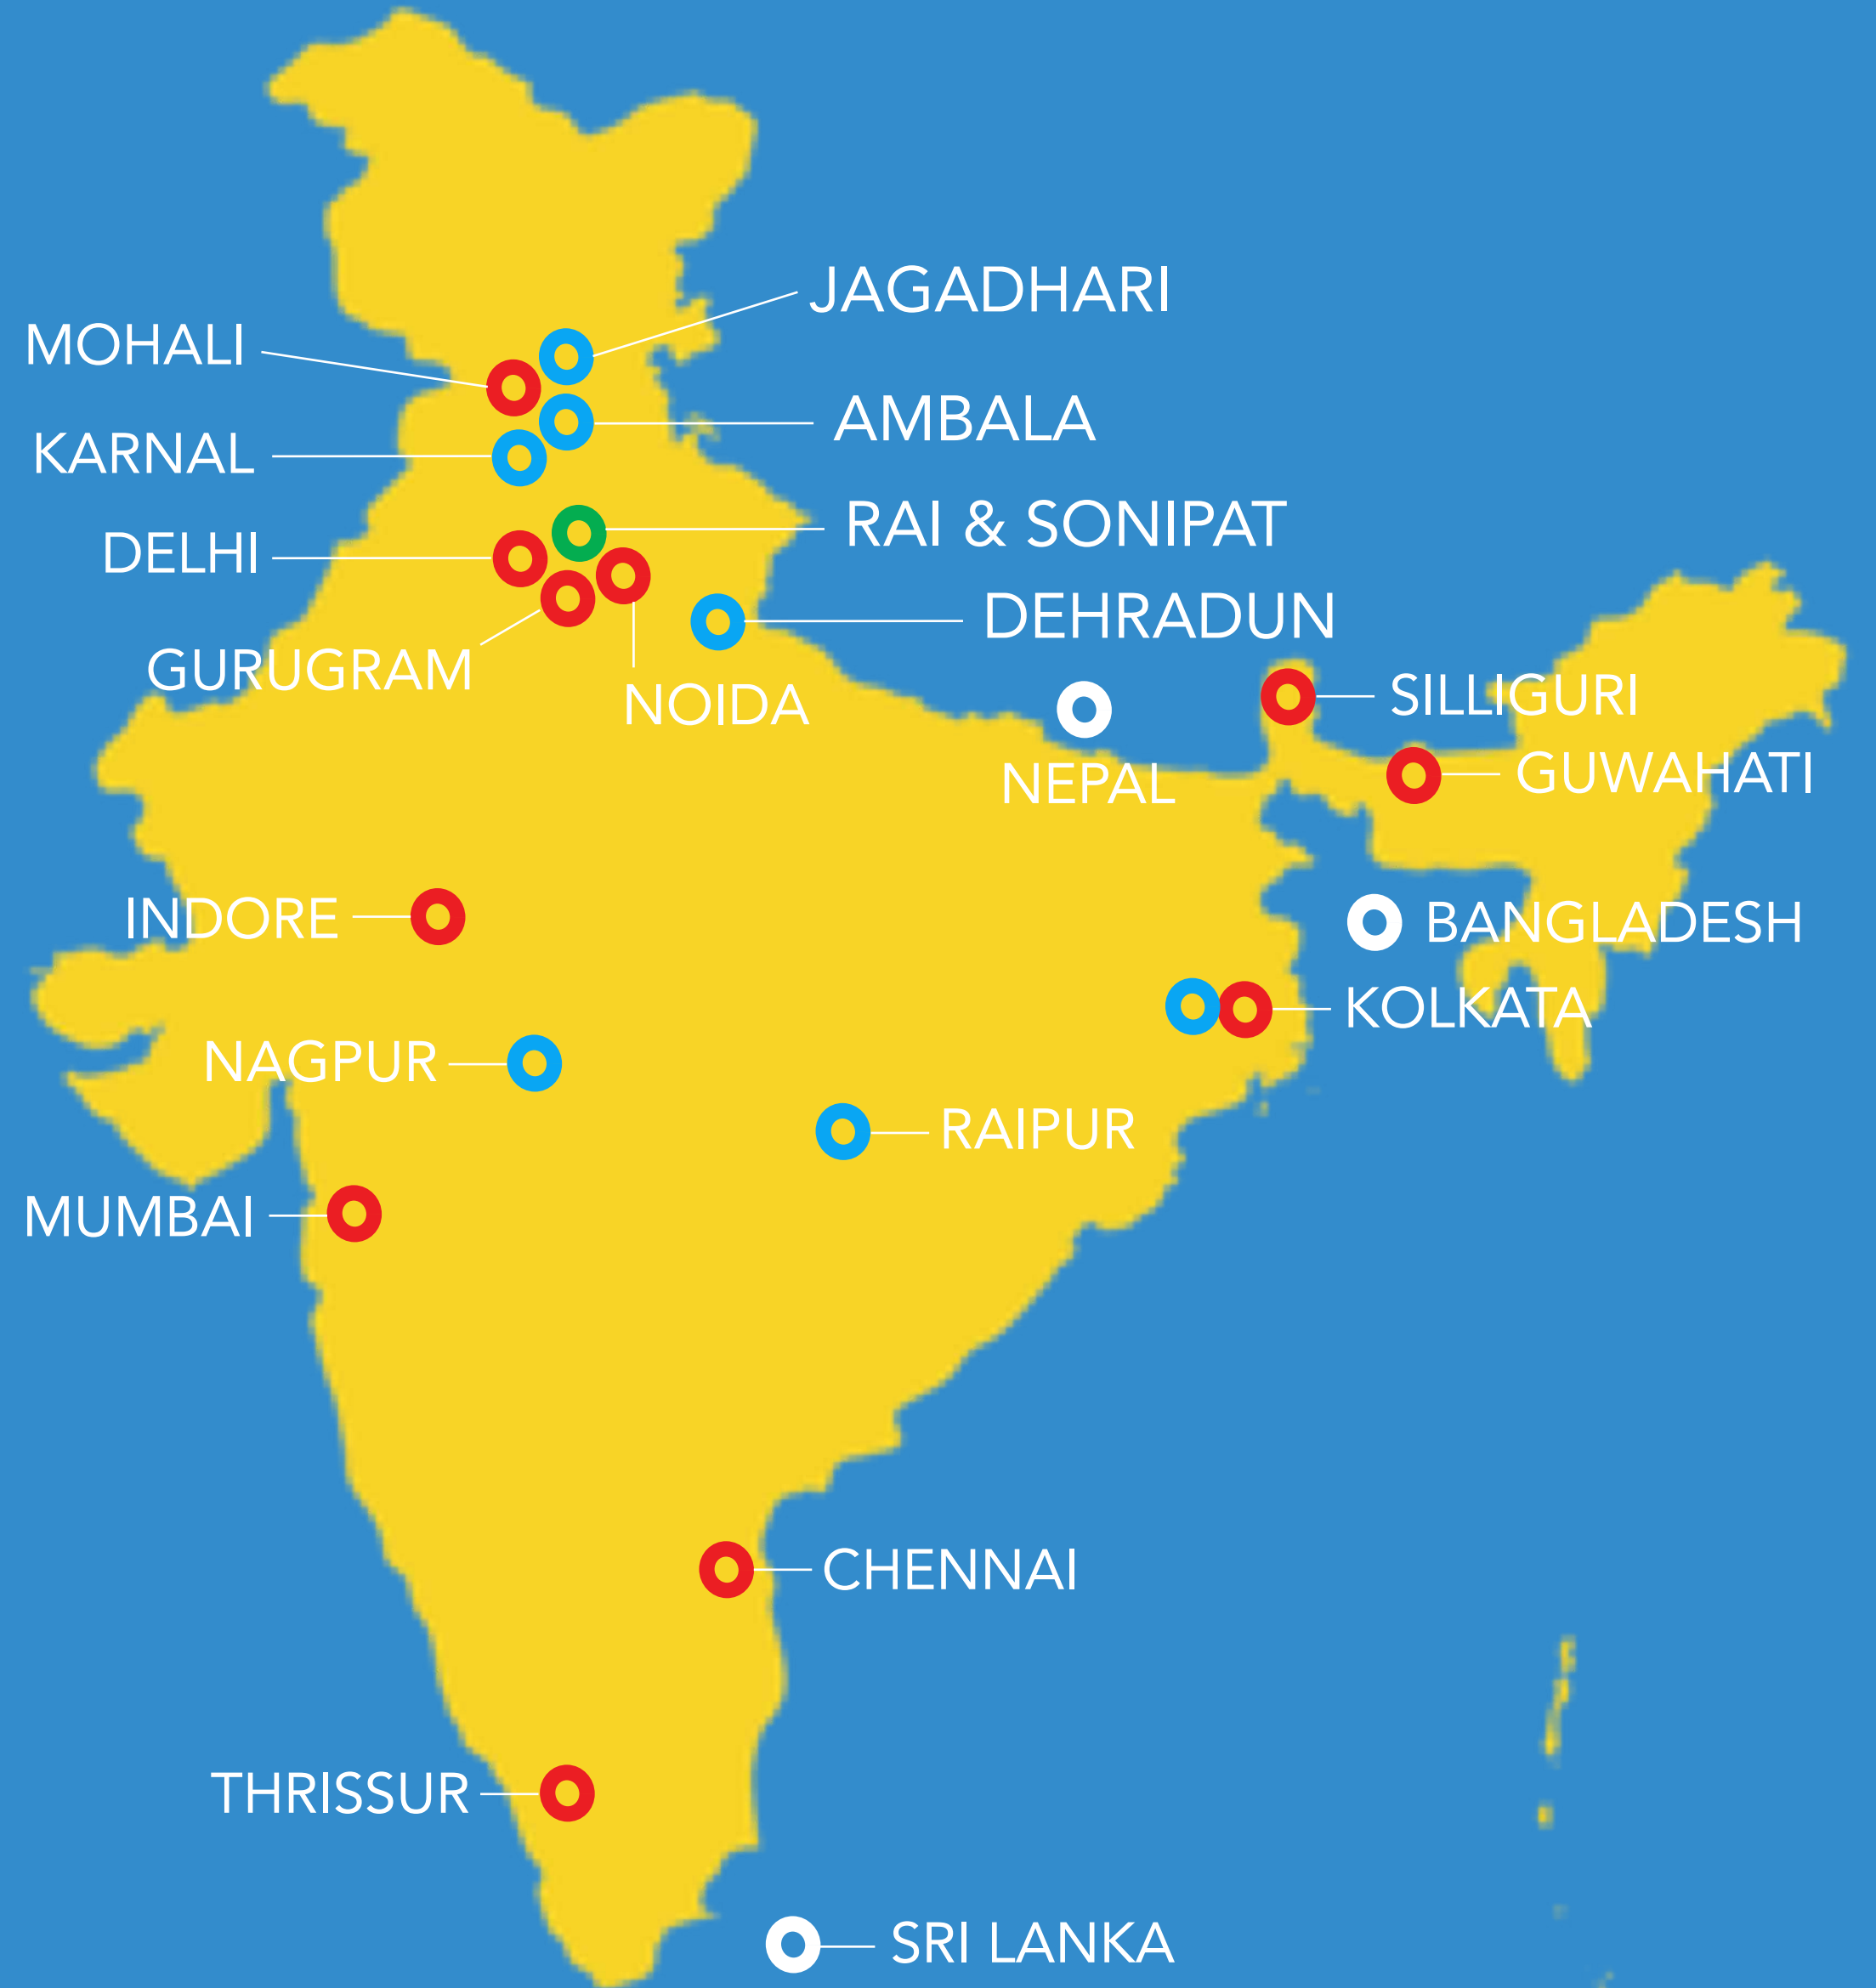 JAGADHARI
MOHALI
AMBALA
KARNAL
RAI & SONIPAT
DELHI
DEHRADUN
GURUGRAM
NOIDA
SILLIGURI
NEPAL
GUWAHATI
INDORE
BANGLADESH
KOLKATA
NAGPUR
RAIPUR
MUMBAI
CHENNAI
THRISSUR
SRI LANKA